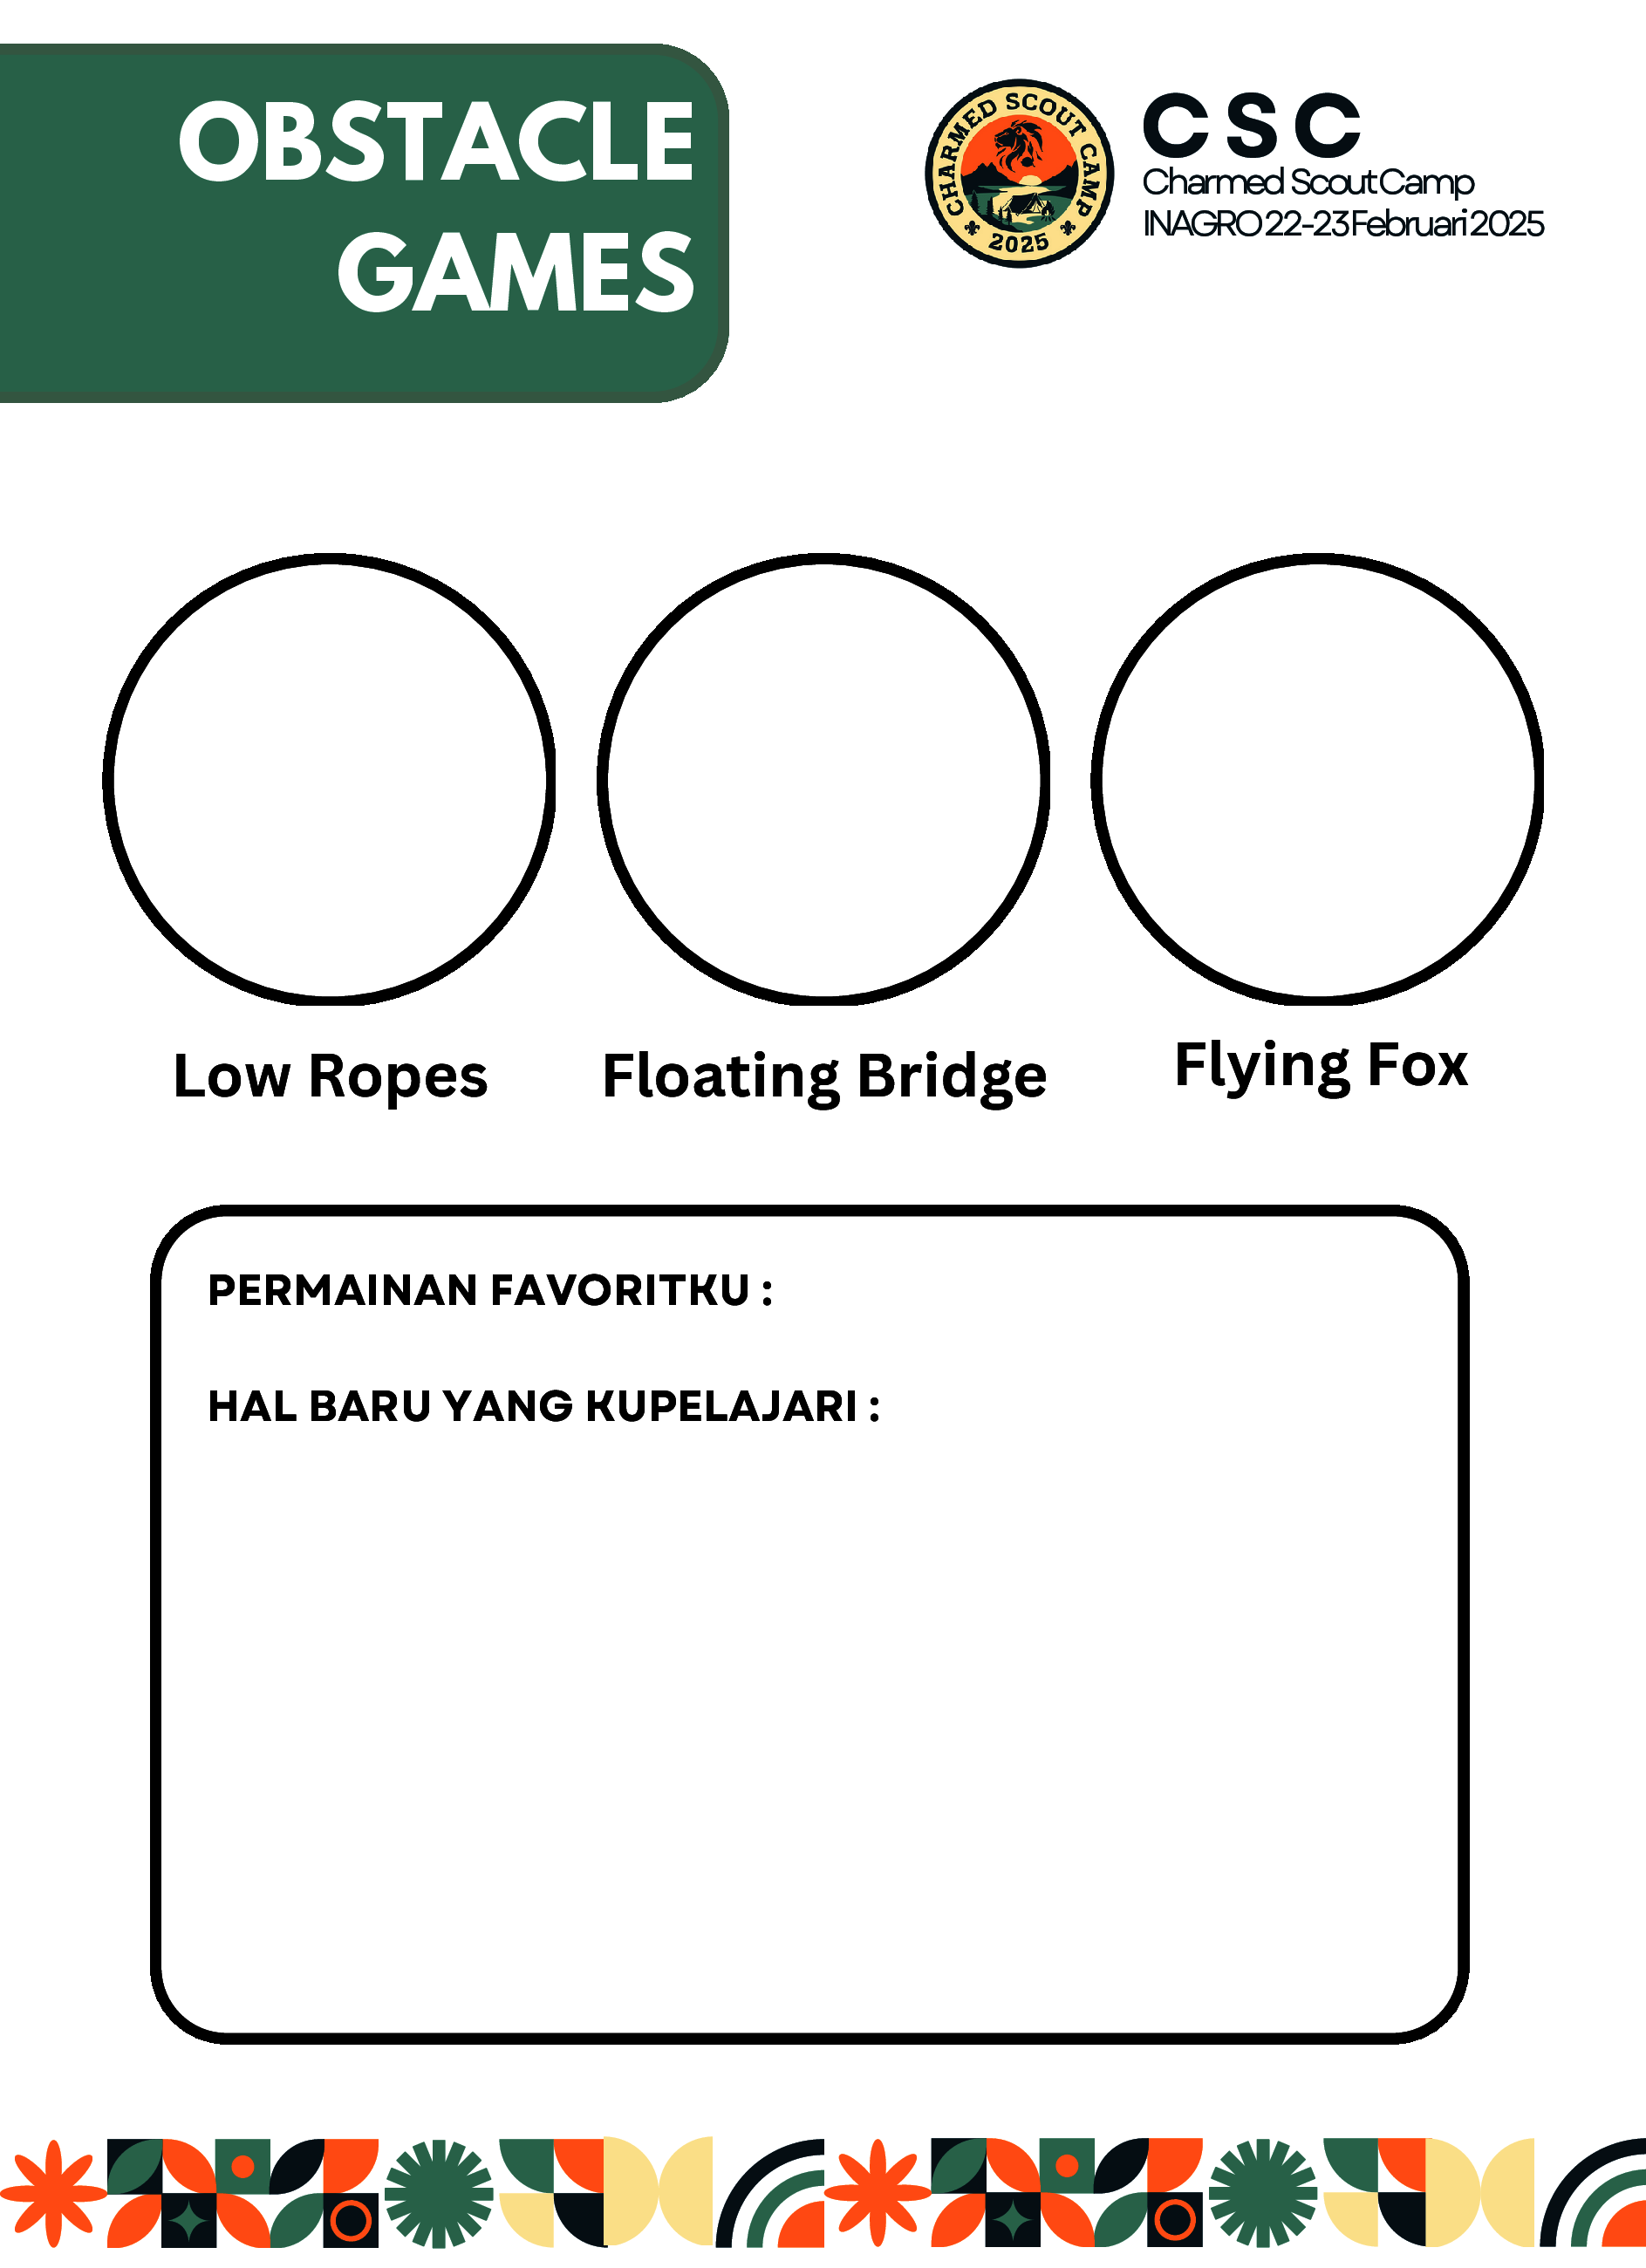 OBSTACLE
GAMES
CHARMED SCOUT CAMP
2025
CSC
Charmed Scout Camp
INAGRO 22-23 Februari 2025
Low Ropes
Floating Bridge
Flying Fox
PERMAINAN FAVORITKU :
HAL BARU YANG KUPELAJARI :